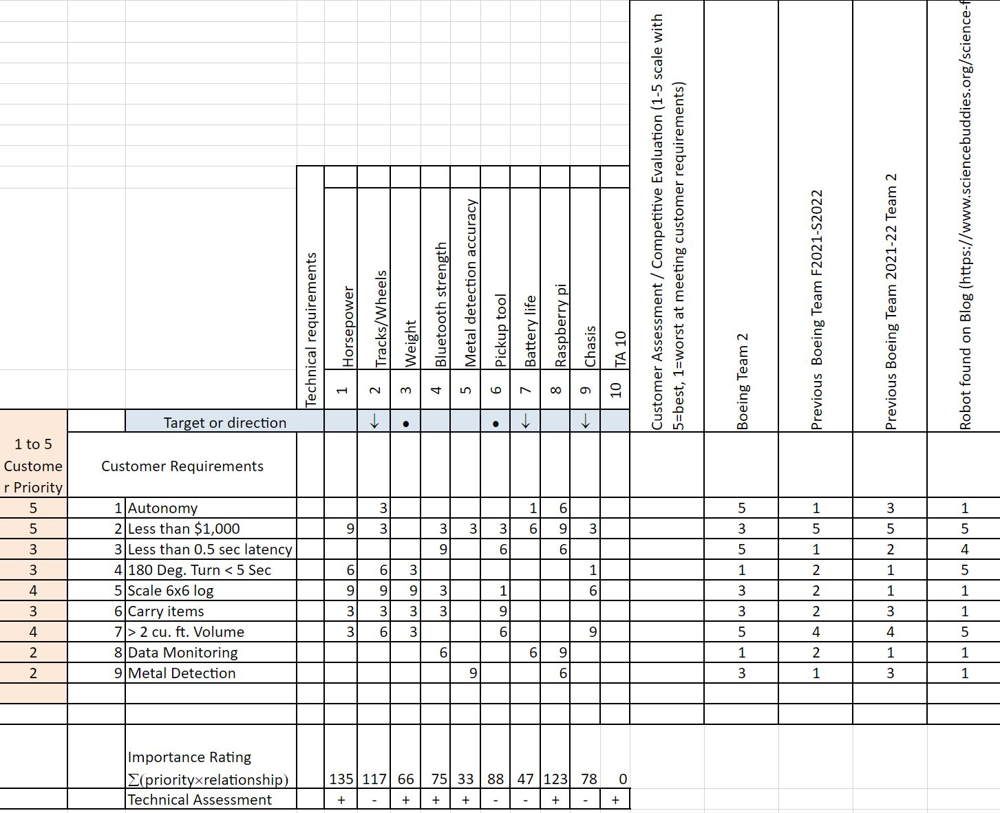 Technical requirements
Horsepower
Tracks/Wheels
Weight
Bluetooth strength
Metal detection accuracy
Pickup tool
Battery life
Raspberry pi
Chasis
TA 10
Customer Assessment / Competitive Evaluation (1-5 scale with
5=best, 1=worst at meeting customer requirements)
Boeing Team 2
Previous Boeing Team F2021-S2022
Previous Boeing Team 2021-22 Team 2
Robot found on Blog (https://www.sciencebuddies.org/science-f
1 2 3 4 5 6 7 8 9 10
Target or direction ↓ • • ↓ ↓
1 to 5
Custome
r Priority
Customer Requirements
5 1 Autonomy 3 1 6 5 1 3 1
5 2 Less than $1,000 9 3 3 3 3 6 9 3 3 5 5 5
3 3 Less than 0.5 sec latency 9 6 6 5 1 2 4
3 4 180 Deg. Turn < 5 Sec 6 6 3 1 1 2 1 5
4 5 Scale 6x6 log 9 9 9 3 1 6 3 2 1 1
3 6 Carry items 3 3 3 3 9 3 2 3 1
4 7 > 2 cu. ft. Volume 3 6 3 6 9 5 4 4 5
2 8 Data Monitoring 6 6 9 1 2 1 1
2 9 Metal Detection 9 6 3 1 3 1
Importance Rating
∑(priority×relationship) 135 117 66 75 33 88 47 123 78 0
Technical Assessment + - + + + - - + - +